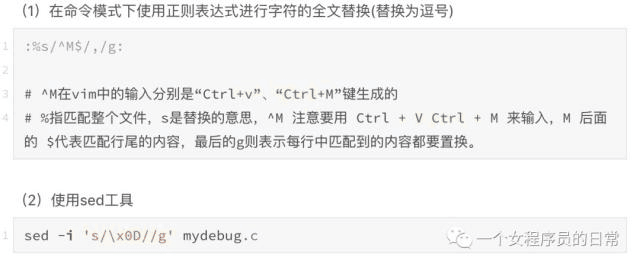 （1）在命令模式下使用正则表达式进行字符的全文替换(替换为逗号)
1 :%s/^M$/,/g:
2
3 # ^M在vim中的输入分别是“Ctrl+v”、“Ctrl+M”键生成的
4 # %指匹配整个文件，s是替换的意思，^M 注意要用 Ctrl + V Ctrl + M 来输入，M 后面
的 $代表匹配行尾的内容，最后的g则表示每行中匹配到的内容都要置换。
（2）使用sed工具
1 sed -i 's/\x0D//g' mydebug.c
一个女程序员的日常